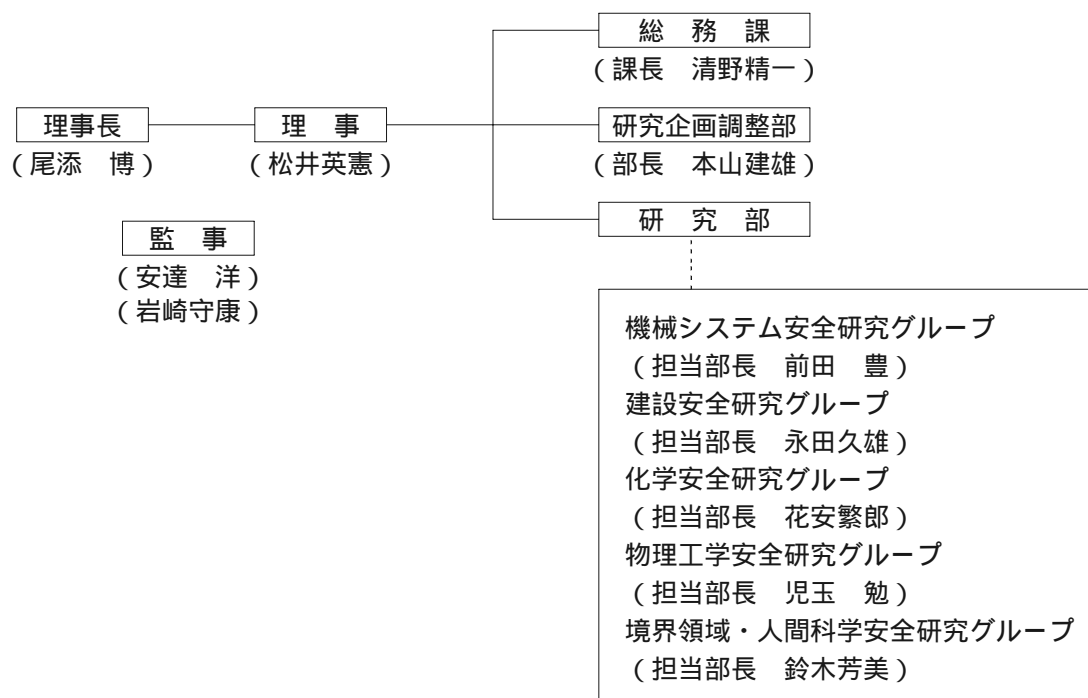 総　務　課
（課長　清野精一）
理事長
理　事
研究企画調整部
（尾添　博）
（松井英憲）
（部長　本山建雄）
監　事
研　究　部
（安達　洋）
（岩崎守康）
機械システム安全研究グループ
（担当部長　前田　豊）
建設安全研究グループ
（担当部長　永田久雄）
化学安全研究グループ
（担当部長　花安繁郎）
物理工学安全研究グループ
（担当部長　児玉　勉）
境界領域・人間科学安全研究グループ
（担当部長　鈴木芳美）